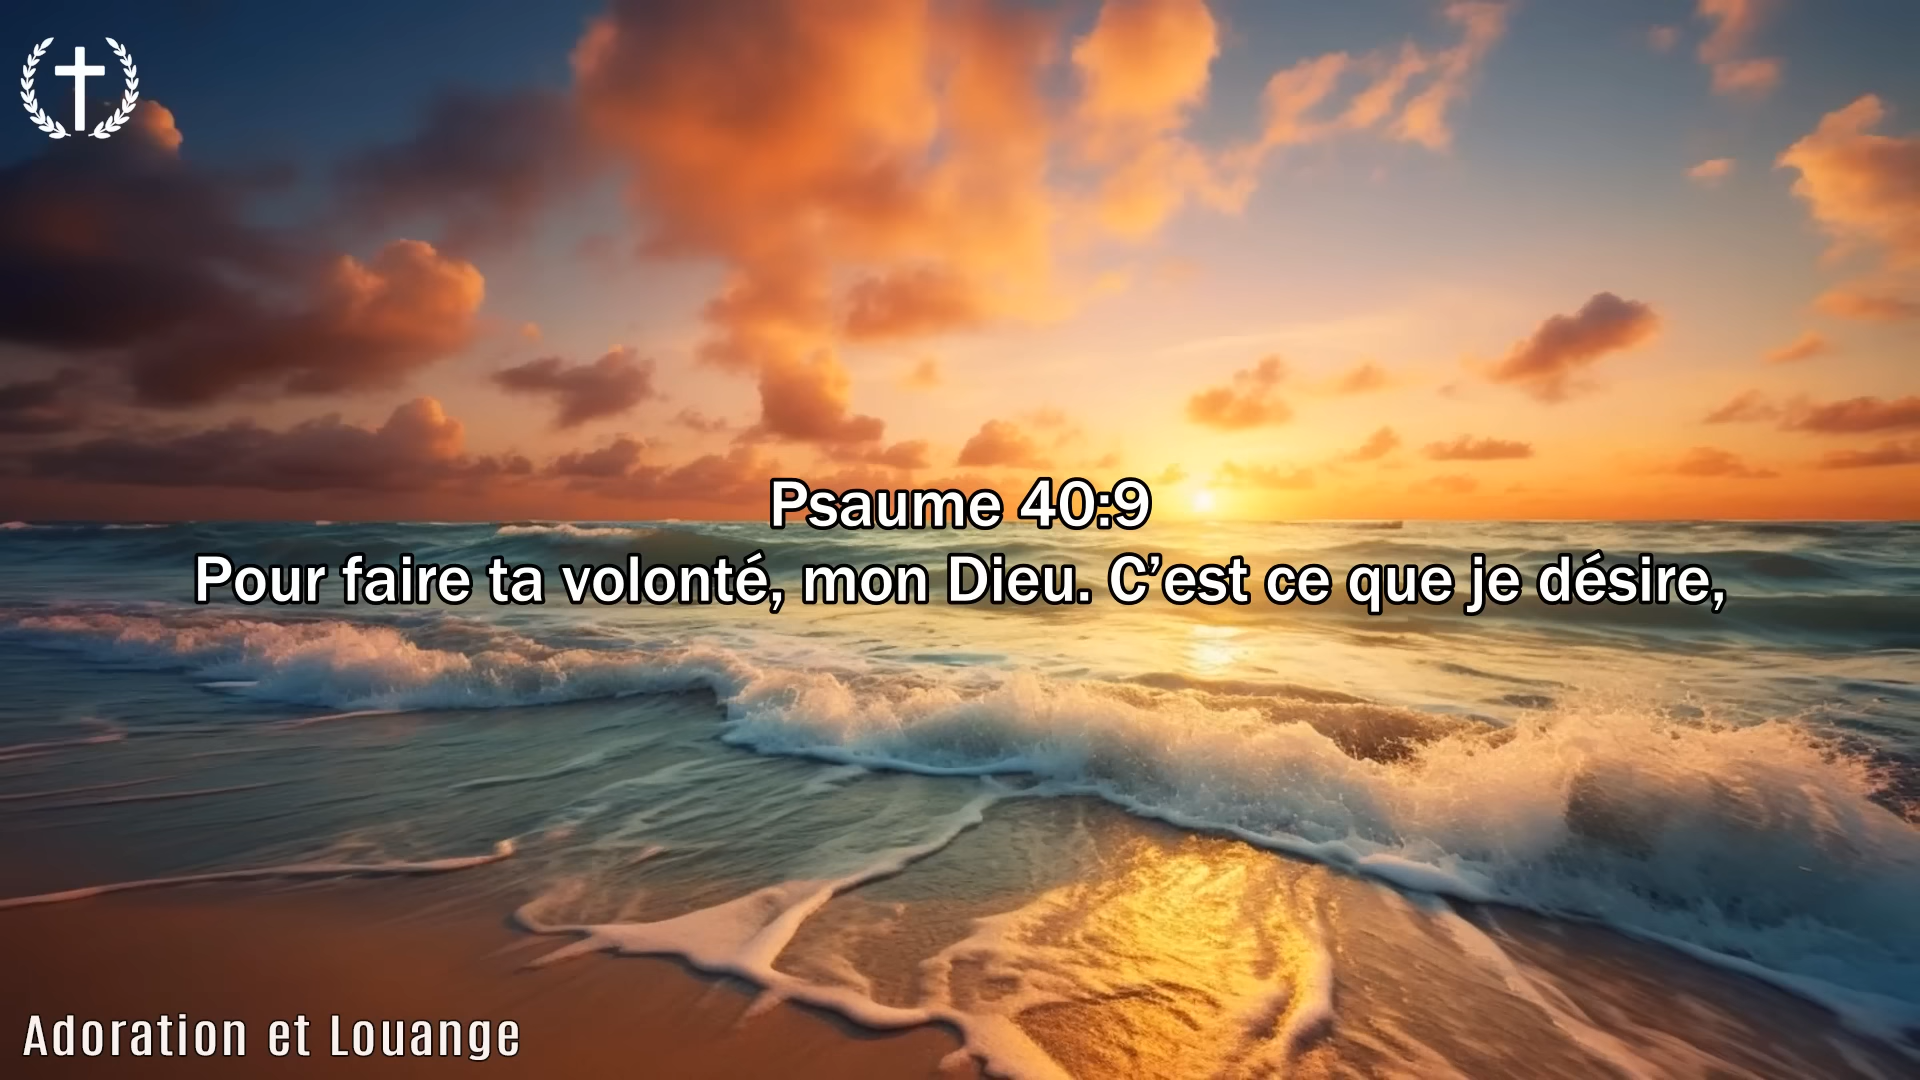 Psaume 40:9
Pour faire ta volonté, mon Dieu. C’est ce que je désire,
Adoration et Louange